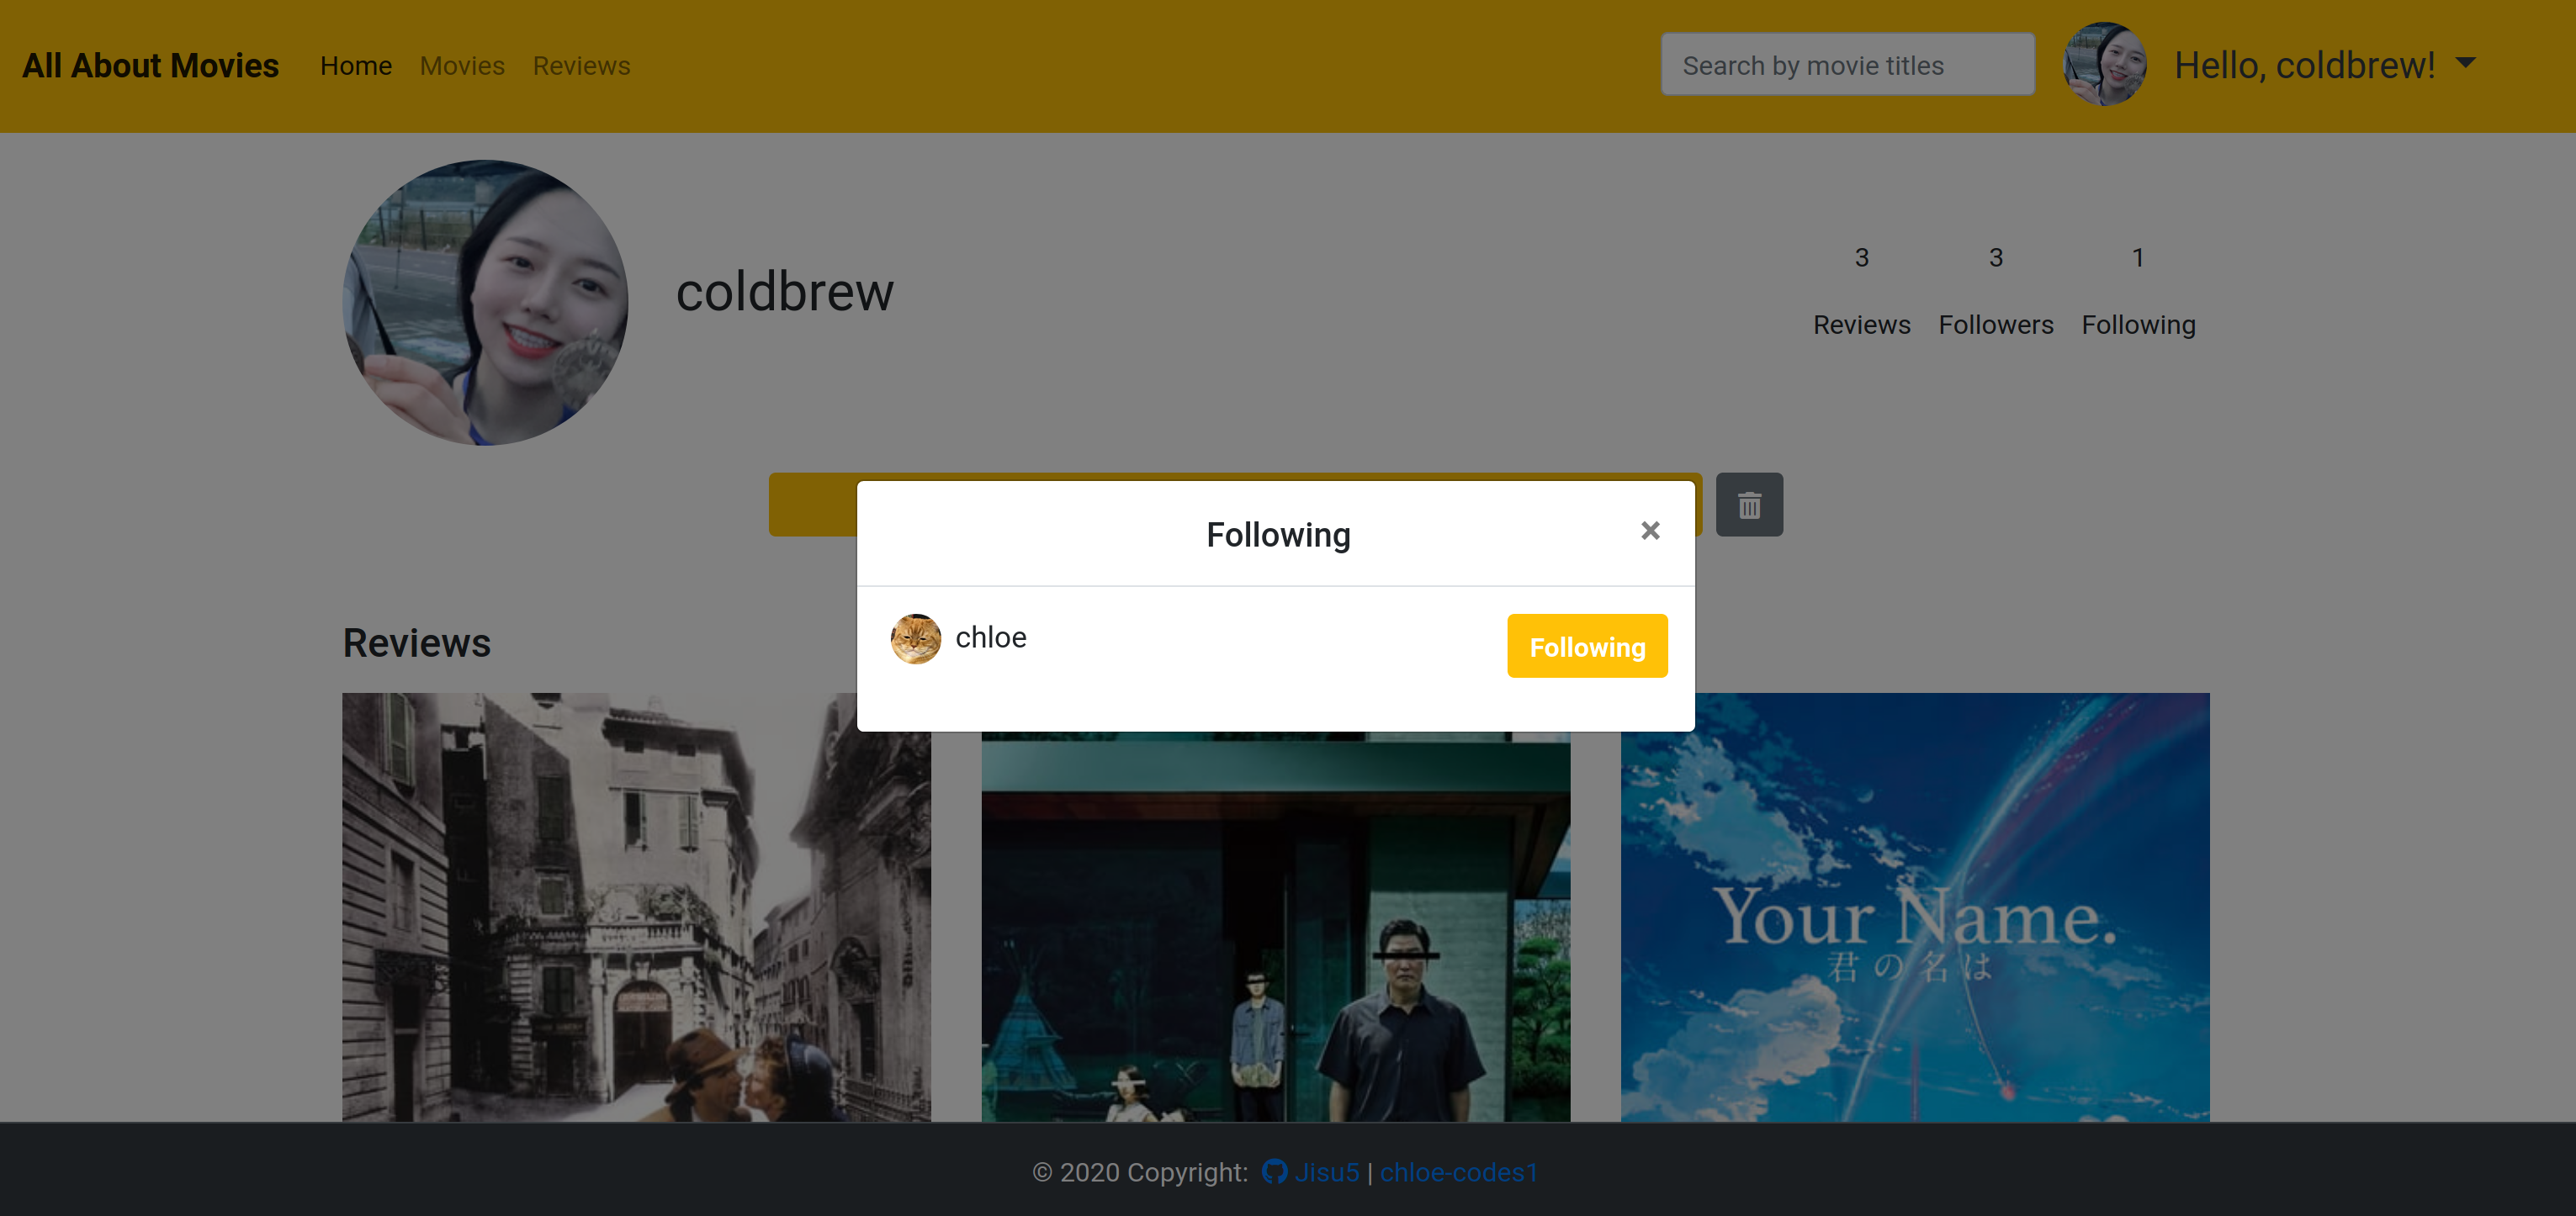 All About Movies Home Movies Reviews Search by movie titles Hello, coldbrew!
coldbrew
3 3 1
Reviews Followers Following
Following ×
chloe Following
Reviews
Your Name.
君の名は
© 2020 Copyright: Jisu5 | chloe-codes1